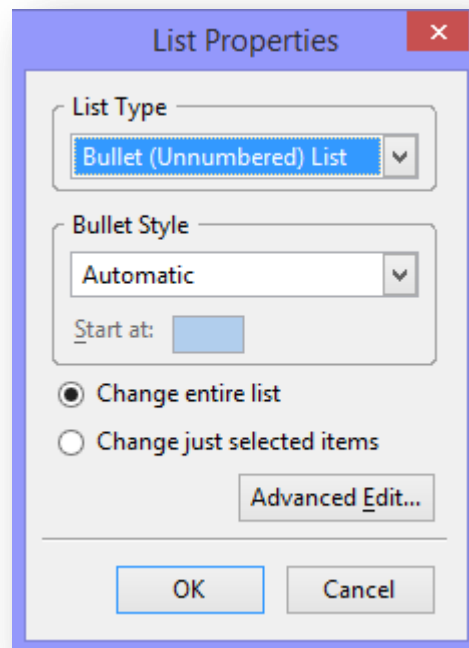 List Properties
List Type
Bullet (Unnumbered) List
Bullet Style
Automatic
Start at:
Change entire list
Change just selected items
Advanced Edit...
OK
Cancel